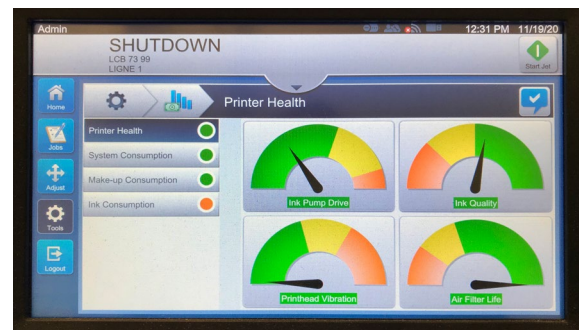 Admin
12:31 PM 11/19/20
SHUTDOWN
LCB 73 99
LIGNE 1
Start Jet
Home
Jobs
Adjust
Tools
Logout
Printer Health
Printer Health
System Consumption
Make-up Consumption
Ink Consumption
Ink Pump Drive
Ink Quality
Printhead Vibration
Air Filter Life